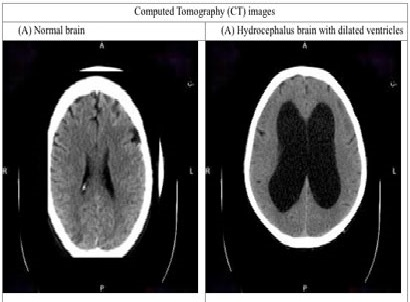 Computed Tomography (CT) images
(A) Normal brain
(A) Hydrocephalus brain with dilated ventricles
A
A
R
L
R
L
P
P